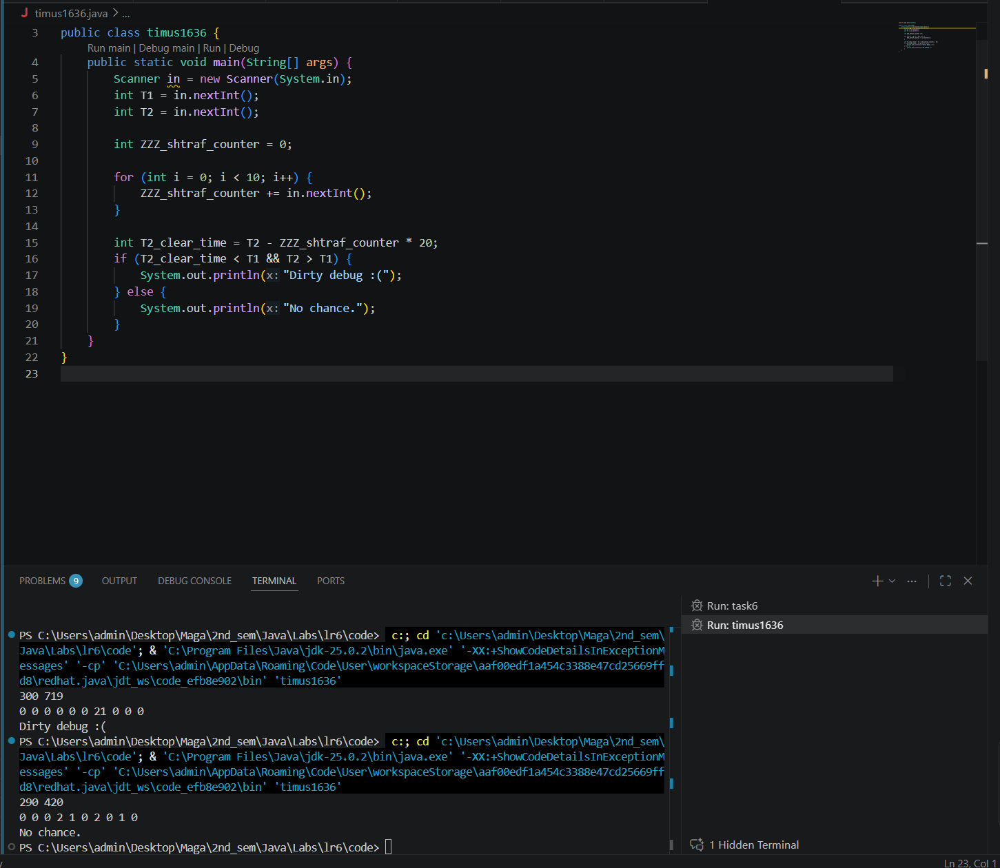 timus1636.java > ...
3 public class timus1636 {
Run main | Debug main | Run | Debug
4 public static void main(String[] args) {
5 Scanner in = new Scanner(System.in);
6 int T1 = in.nextInt();
7 int T2 = in.nextInt();
8
9 int ZZZ_shtraf_counter = 0;
10
11 for (int i = 0; i < 10; i++) {
12 ZZZ_shtraf_counter += in.nextInt();
13 }
14
15 int T2_clear_time = T2 - ZZZ_shtraf_counter * 20;
16 if (T2_clear_time < T1 && T2 > T1) {
17 System.out.println(x: "Dirty debug :(");
18 } else {
19 System.out.println(x: "No chance.");
20 }
21 }
22 }
23
PROBLEMS 9 OUTPUT DEBUG CONSOLE TERMINAL PORTS
PS C:\Users\admin\Desktop\Maga\2nd_sem\Java\Labs\lr6\code> c:; cd 'c:\Users\admin\Desktop\Maga\2nd_sem\
Java\Labs\lr6\code'; & 'C:\Program Files\Java\jdk-25.0.2\bin\java.exe' '-XX:+ShowCodeDetailsInExceptionM
essages' '-cp' 'C:\Users\admin\AppData\Roaming\Code\User\workspaceStorage\aaf00edf1a454c3388e47cd25669ff
d8\redhat.java\jdt_ws\code_efb8e902\bin' 'timus1636'
300 719
0 0 0 0 0 0 21 0 0 0
Dirty debug :(
PS C:\Users\admin\Desktop\Maga\2nd_sem\Java\Labs\lr6\code> c:; cd 'c:\Users\admin\Desktop\Maga\2nd_sem\
Java\Labs\lr6\code'; & 'C:\Program Files\Java\jdk-25.0.2\bin\java.exe' '-XX:+ShowCodeDetailsInExceptionM
essages' '-cp' 'C:\Users\admin\AppData\Roaming\Code\User\workspaceStorage\aaf00edf1a454c3388e47cd25669ff
d8\redhat.java\jdt_ws\code_efb8e902\bin' 'timus1636'
290 420
0 0 0 2 1 0 2 0 1 0
No chance.
PS C:\Users\admin\Desktop\Maga\2nd_sem\Java\Labs\lr6\code>
Run: task6
Run: timus1636
1 Hidden Terminal
Ln 23, Col 1